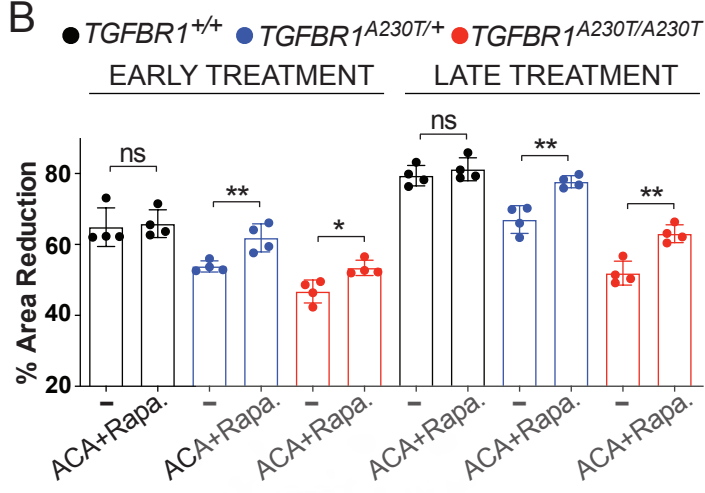 B
TGFBR1+/+ TGFBR1A230T/+ TGFBR1A230T/A230T
EARLY TREATMENT LATE TREATMENT
ns ** * ns ** **
% Area Reduction
80
60
40
20
- ACA+Rapa. - ACA+Rapa. - ACA+Rapa. - ACA+Rapa. - ACA+Rapa. - ACA+Rapa.